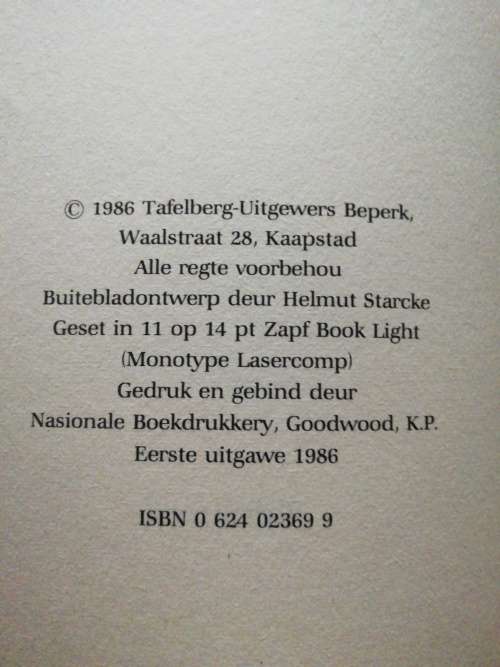 © 1986 Tafelberg-Uitgewers Beperk,
Waalstraat 28, Kaapstad
Alle regte voorbehou
Buitebladontwerp deur Helmut Starcke
Geset in 11 op 14 pt Zapf Book Light
(Monotype Lasercomp)
Gedruk en gebind deur
Nasionale Boekdrukkery, Goodwood, K.P.
Eerste uitgawe 1986
ISBN 0 624 02369 9